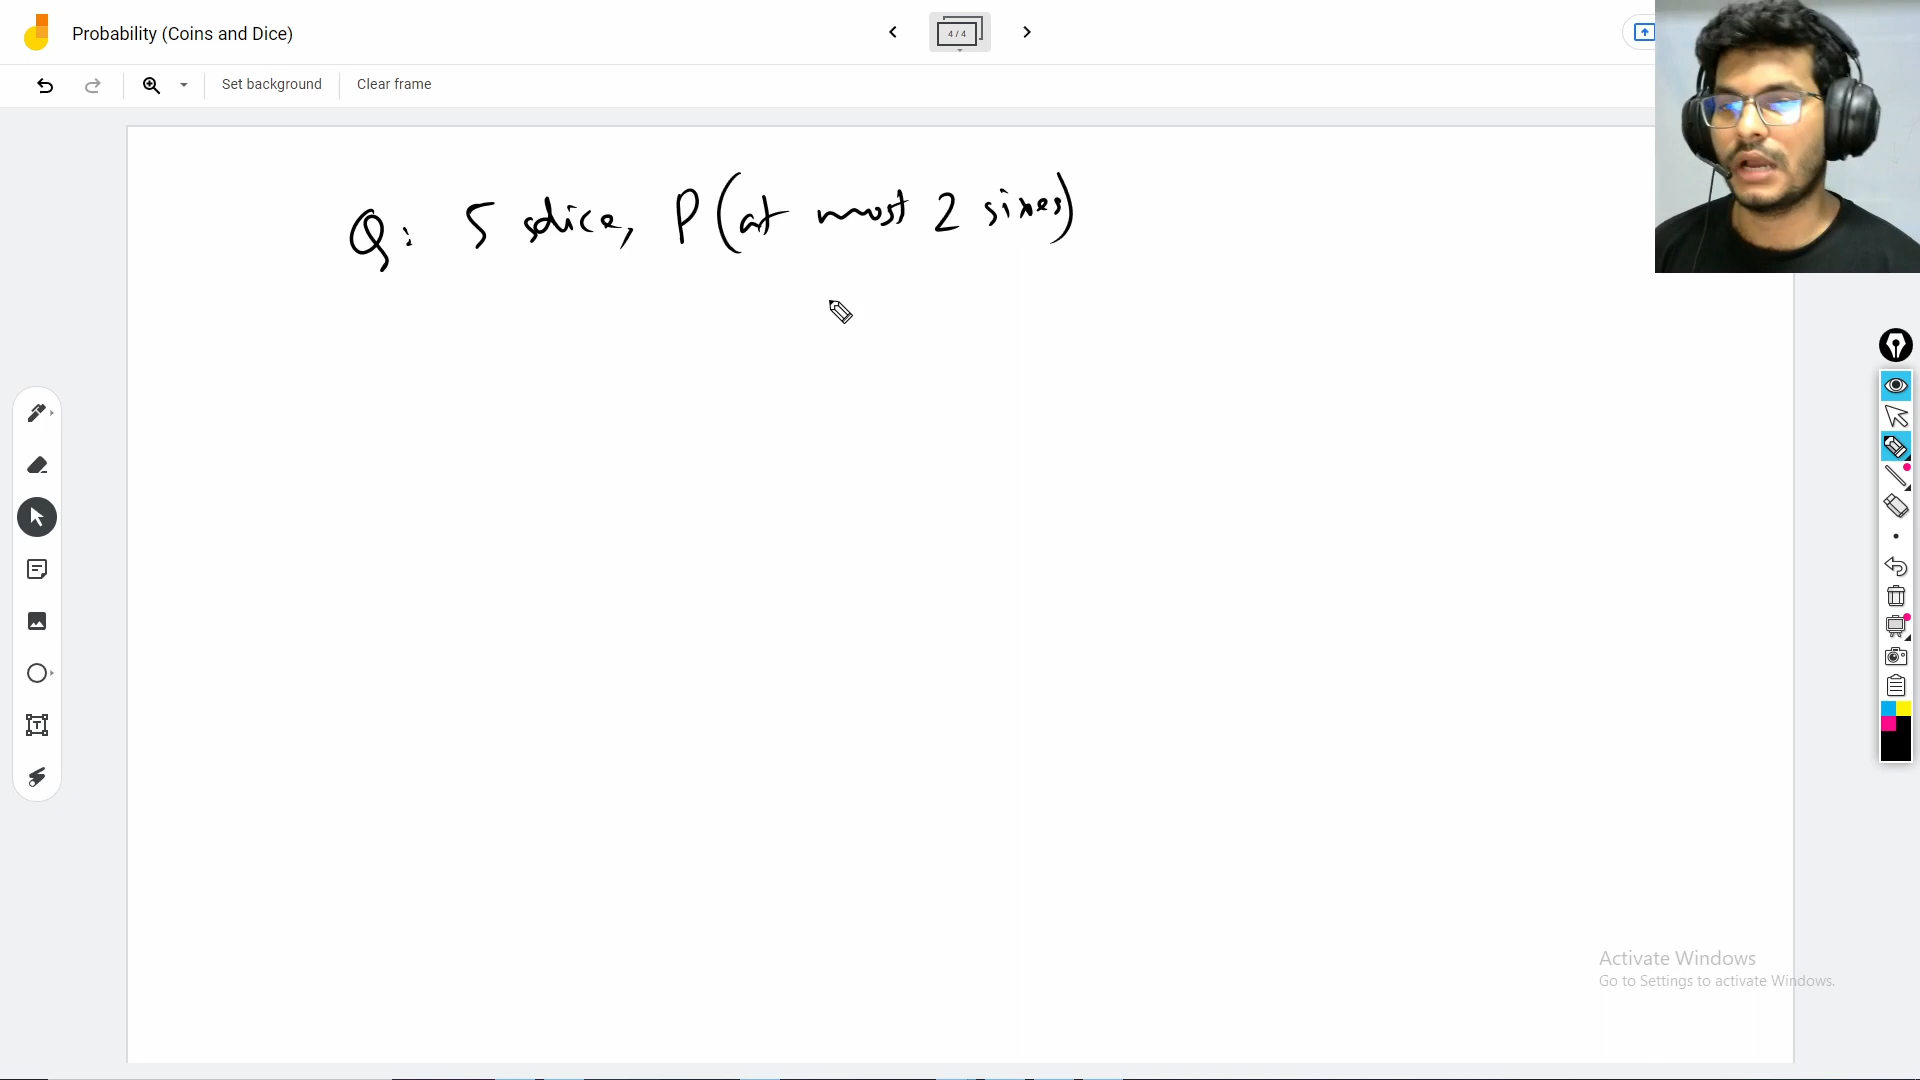 Probability (Coins and Dice)
4 / 4
Set background
Clear frame
Q: 5 dice, P(at most 2 sixes)
Activate Windows
Go to Settings to activate Windows.